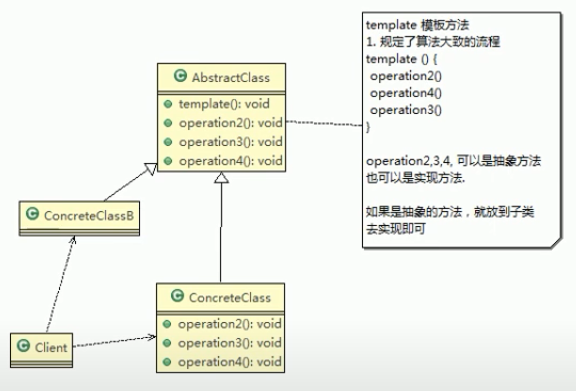 AbstractClass
template(): void
operation2(): void
operation3(): void
operation4(): void
template 模板方法
1. 规定了算法大致的流程
template () {
operation2()
operation4()
operation3()
}
operation2,3,4, 可以是抽象方法
也可以是实现方法.
如果是抽象的方法，就放到子类
去实现即可
ConcreteClassB
ConcreteClass
operation2(): void
operation3(): void
operation4(): void
Client